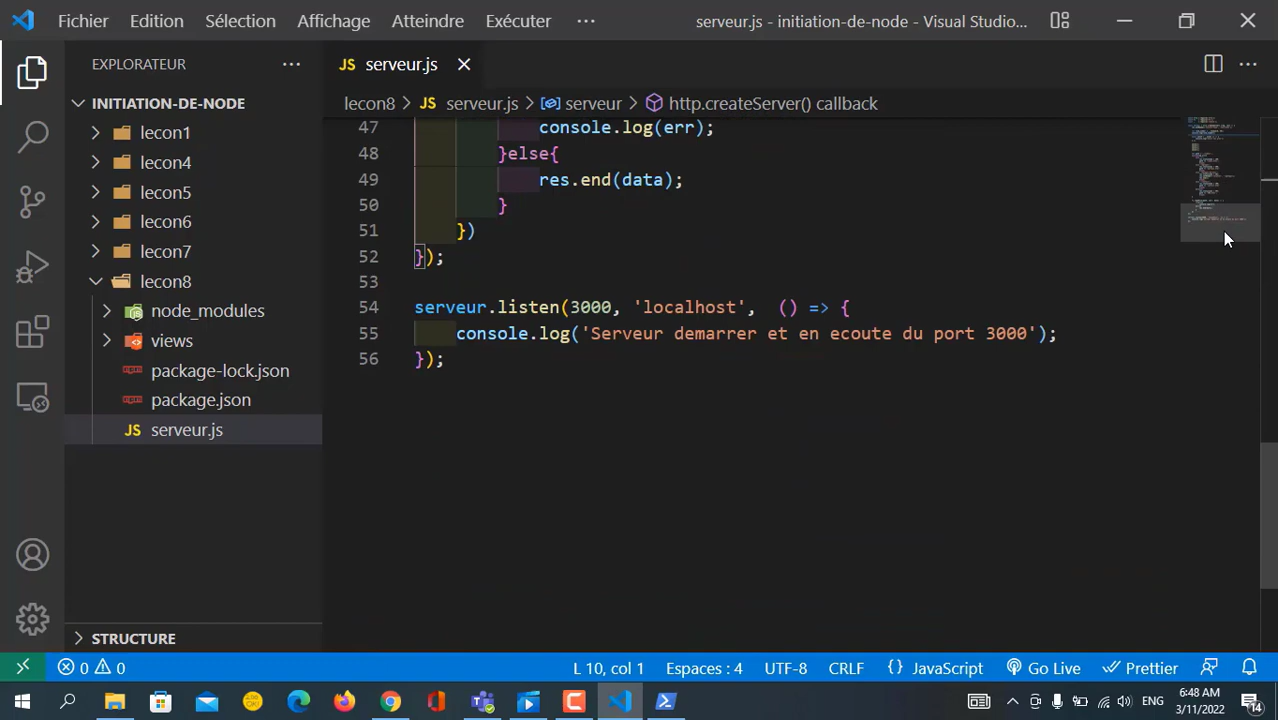 Fichier Edition Sélection Affichage Atteindre Exécuter ··· serveur.js - initiation-de-node - Visual Studio...
EXPLORATEUR ··· JS serveur.js
INITIATION-DE-NODE
lecon8 > JS serveur.js > serveur > http.createServer() callback
lecon1
lecon4
lecon5
lecon6
lecon7
lecon8
node_modules
views
package-lock.json
package.json
JS serveur.js
STRUCTURE
47 console.log(err);
48 }else{
49 res.end(data);
50 }
51 })
52 });
53
54 serveur.listen(3000, 'localhost', () => {
55 console.log('Serveur demarrer et en ecoute du port 3000');
56 });
0 0 L 10, col 1 Espaces : 4 UTF-8 CRLF {} JavaScript Go Live Prettier
ENG 6:48 AM
3/11/2022 14